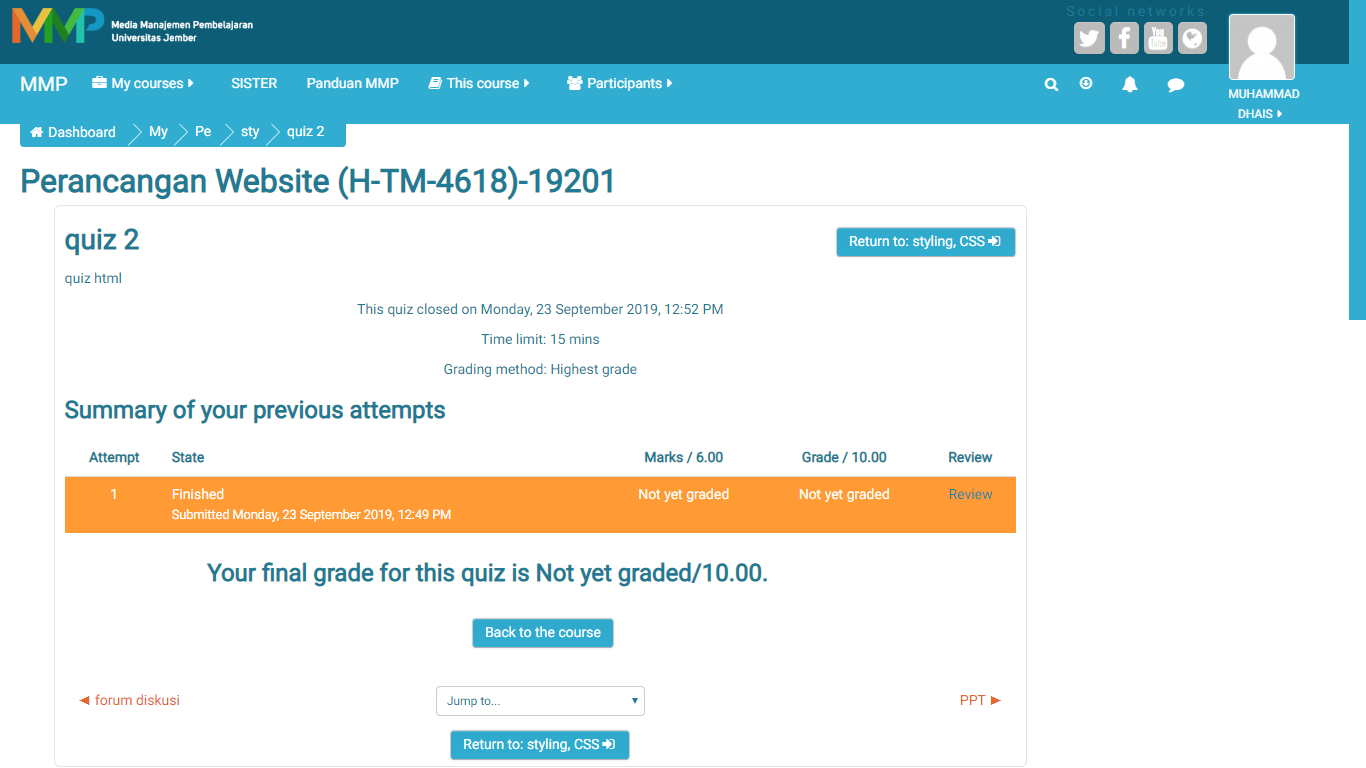 MMP Media Manajemen Pembelajaran
Universitas Jember
Social networks
MMP My courses SISTER Panduan MMP This course Participants
MUHAMMAD
DHAIS
Dashboard My Pe sty quiz 2
Perancangan Website (H-TM-4618)-19201
quiz 2
Return to: styling, CSS
quiz html
This quiz closed on Monday, 23 September 2019, 12:52 PM
Time limit: 15 mins
Grading method: Highest grade
Summary of your previous attempts
Attempt State Marks / 6.00 Grade / 10.00 Review
1 Finished Not yet graded Not yet graded Review
Submitted Monday, 23 September 2019, 12:49 PM
Your final grade for this quiz is Not yet graded/10.00.
Back to the course
◄ forum diskusi Jump to... PPT ►
Return to: styling, CSS